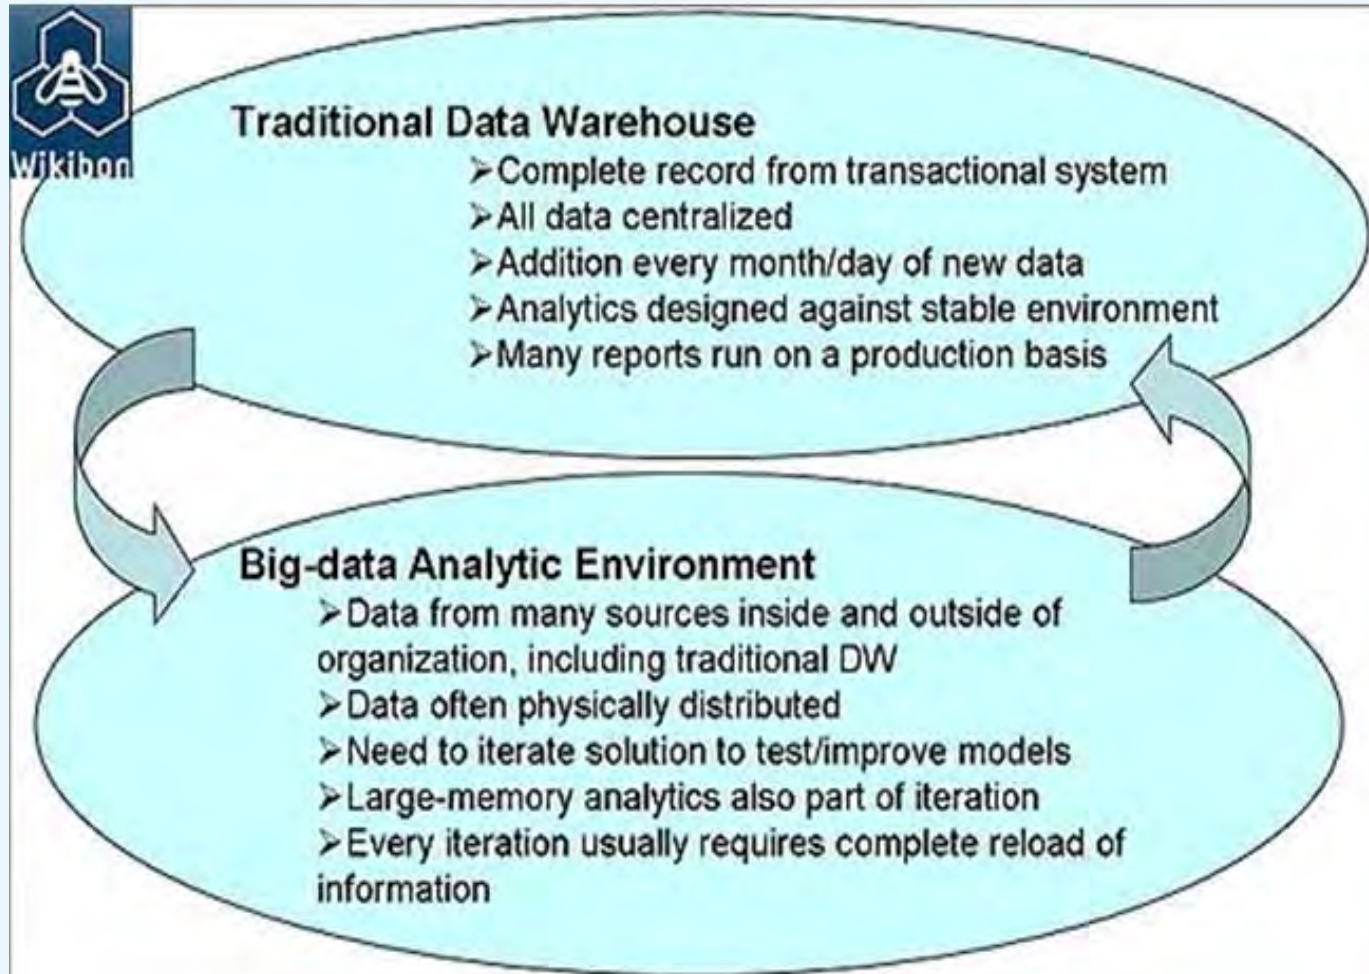 Wikibon
Traditional Data Warehouse
➢Complete record from transactional system
➢All data centralized
➢Addition every month/day of new data
➢Analytics designed against stable environment
➢Many reports run on a production basis
Big-data Analytic Environment
➢Data from many sources inside and outside of
organization, including traditional DW
➢Data often physically distributed
➢Need to iterate solution to test/improve models
➢Large-memory analytics also part of iteration
➢Every iteration usually requires complete reload of
information